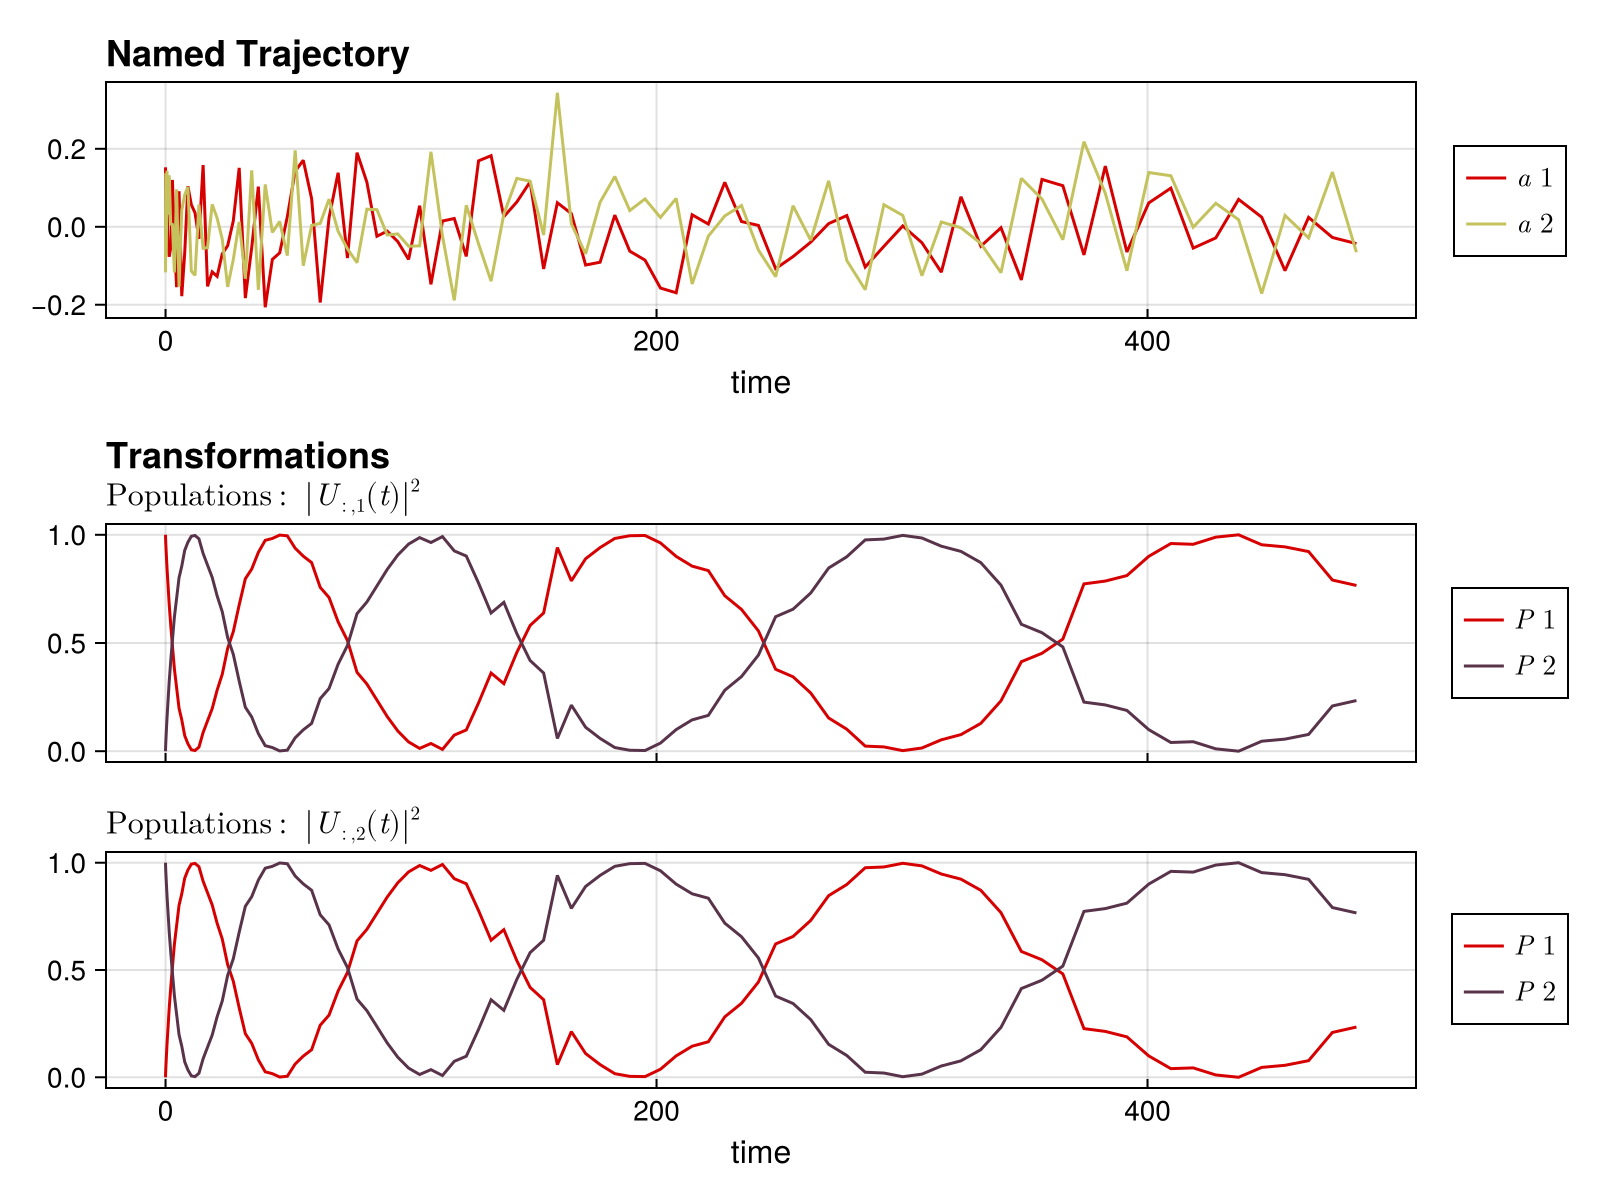 Named Trajectory
0.2
0.0
−0.2
0 200 400
time
a 1
a 2
Transformations
Populations: |U:,1(t)|²
1.0
0.5
0.0
P 1
P 2
Populations: |U:,2(t)|²
1.0
0.5
0.0
0 200 400
time
P 1
P 2